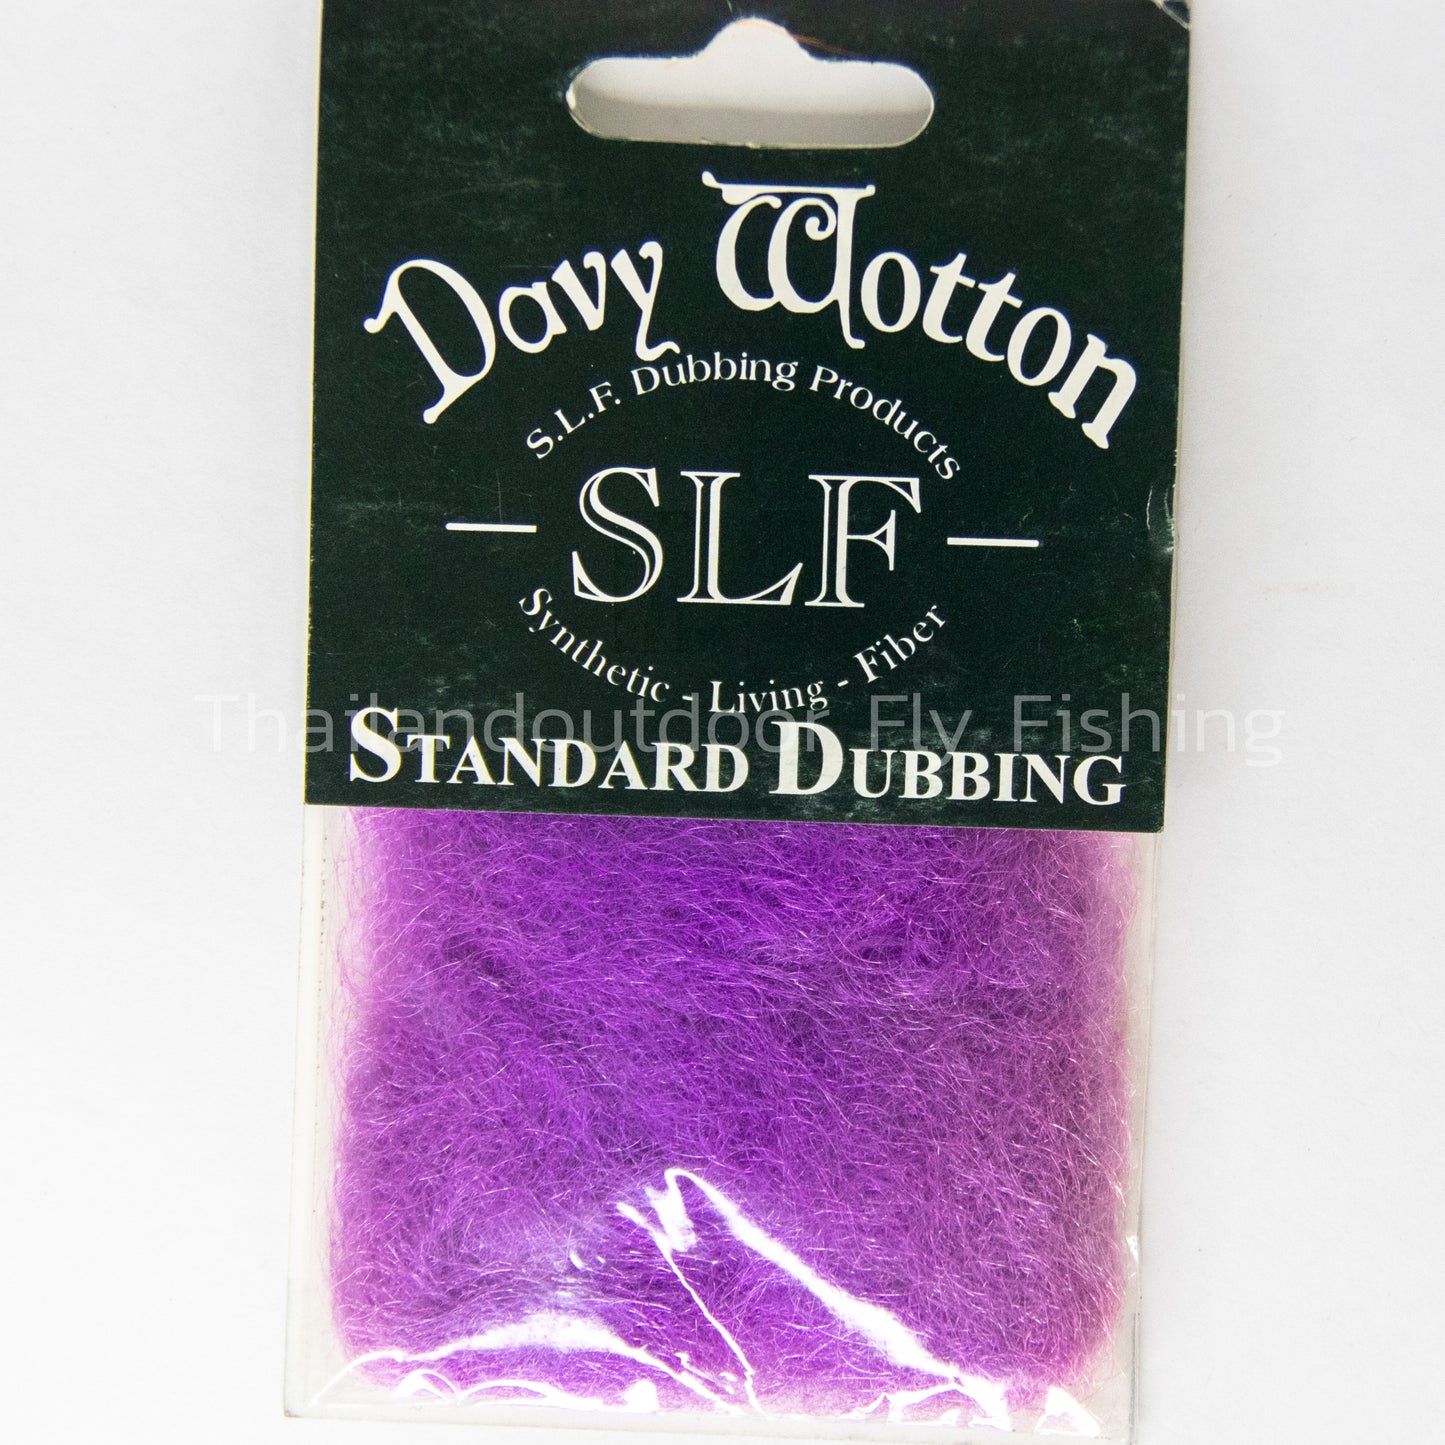 Davy Wotton
S.L.F. Dubbing Products
SLF
Synthetic - Living - Fiber
Thailandoutdoor Fly Fishing
STANDARD DUBBING